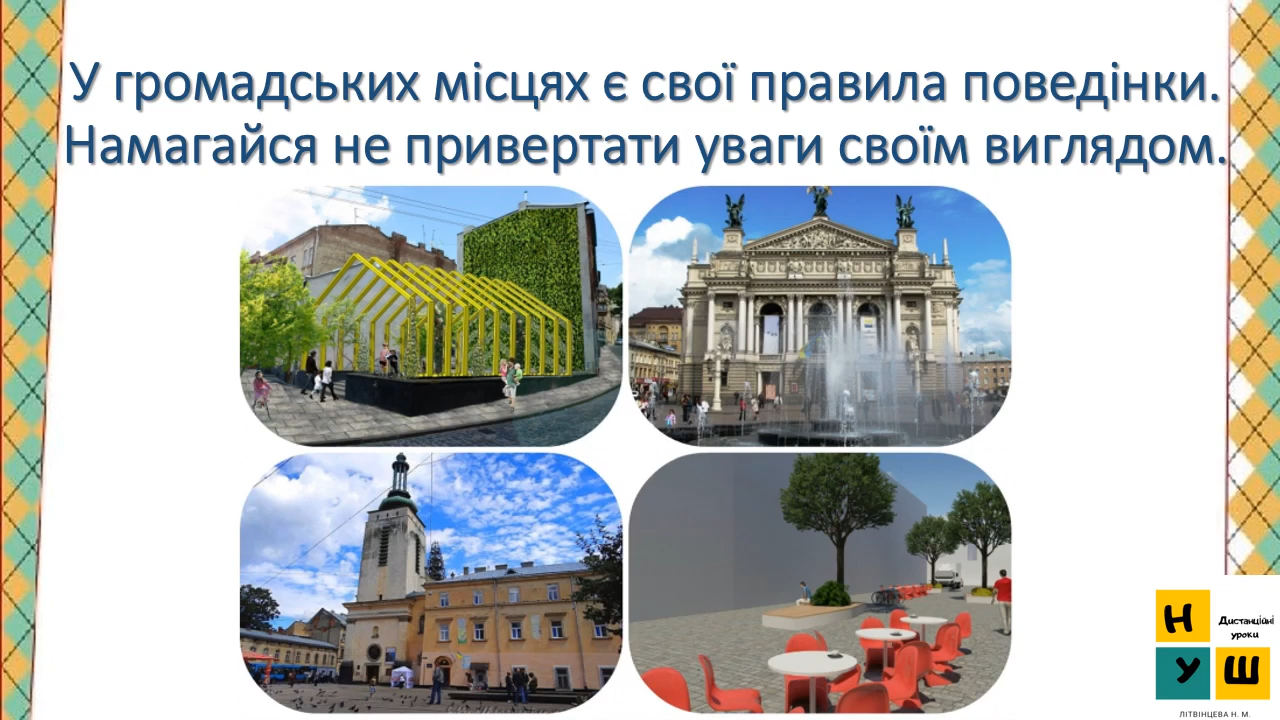 У громадських місцях є свої правила поведінки.
Намагайся не привертати уваги своїм виглядом.
Н
Дистанційні
уроки
У Ш
ЛІТВІНЦЕВА Н. М.